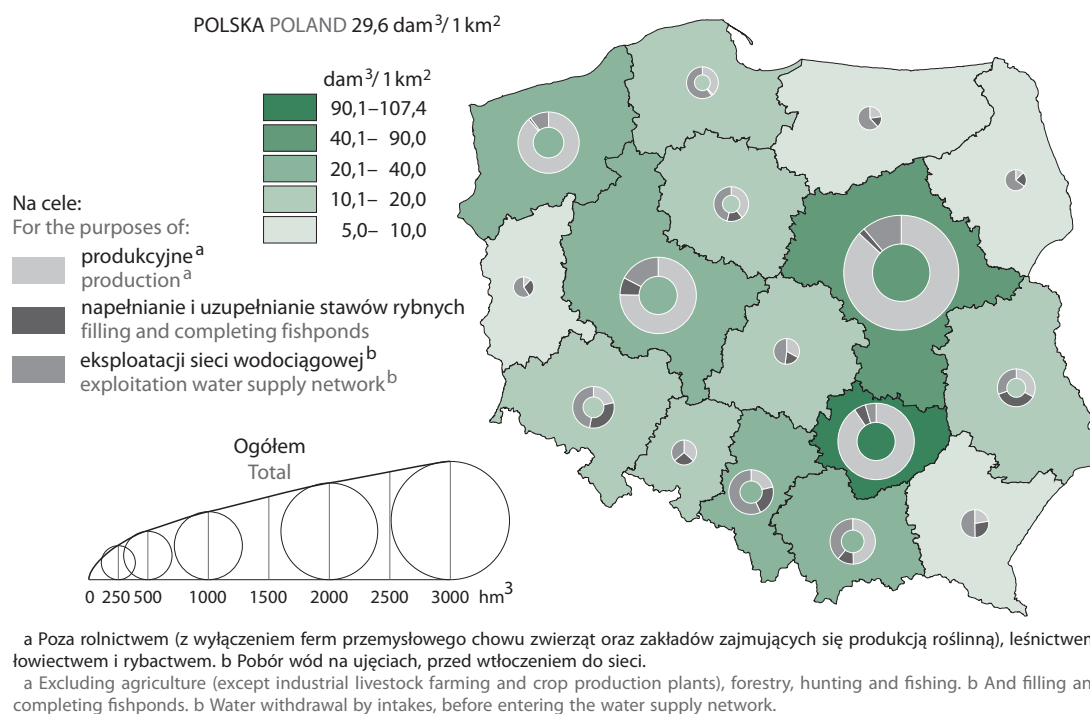 POLSKA POLAND 29,6 dam³/ 1 km²
dam³/ 1 km²
90,1–107,4
40,1– 90,0
20,1– 40,0
10,1– 20,0
5,0– 10,0
Na cele:
For the purposes of:
produkcyjne a
production a
napełnianie i uzupełnianie stawów rybnych
filling and completing fishponds
eksploatacji sieci wodociągowej b
exploitation water supply network b
Ogółem
Total
0 250 500 1000 1500 2000 2500 3000 hm³
a Poza rolnictwem (z wyłączeniem ferm przemysłowego chowu zwierząt oraz zakładów zajmujących się produkcją roślinną), leśnictwem
łowiectwem i rybactwem. b Pobór wód na ujęciach, przed wtłoczeniem do sieci.
a Excluding agriculture (except industrial livestock farming and crop production plants), forestry, hunting and fishing. b And filling an
completing fishponds. b Water withdrawal by intakes, before entering the water supply network.